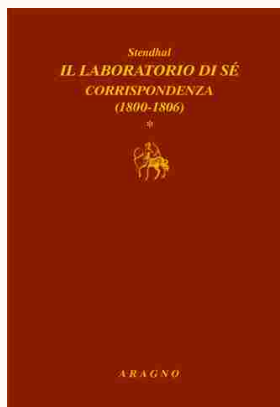 Stendhal
IL LABORATORIO DI SÉ
CORRISPONDENZA
(1800-1806)
*
ARAGNO